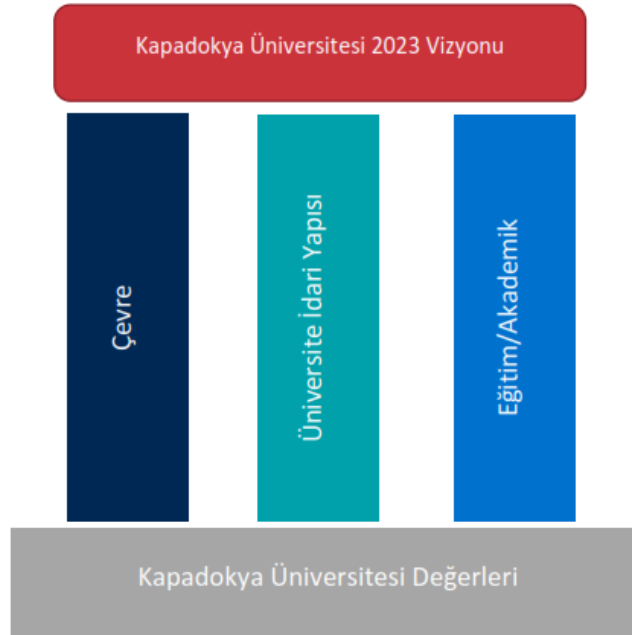 Kapadokya Üniversitesi 2023 Vizyonu
Çevre
Üniversite İdari Yapısı
Eğitim/Akademik
Kapadokya Üniversitesi Değerleri